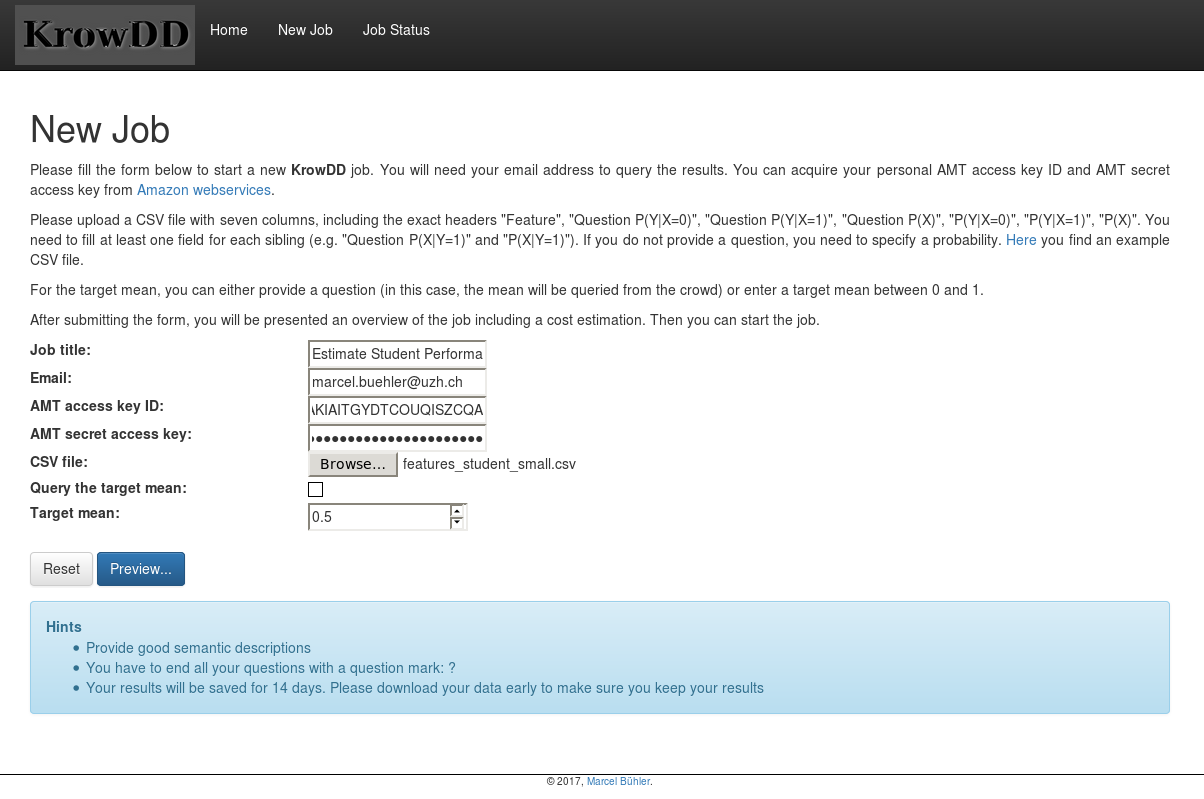 KrowDD
Home
New Job
Job Status
New Job
Please fill the form below to start a new KrowDD job. You will need your email address to query the results. You can acquire your personal AMT access key ID and AMT secret
access key from Amazon webservices.
Please upload a CSV file with seven columns, including the exact headers "Feature", "Question P(Y|X=0)", "Question P(Y|X=1)", "Question P(X)", "P(Y|X=0)", "P(Y|X=1)", "P(X)". You
need to fill at least one field for each sibling (e.g. "Question P(X|Y=1)" and "P(X|Y=1)"). If you do not provide a question, you need to specify a probability. Here you find an example
CSV file.
For the target mean, you can either provide a question (in this case, the mean will be queried from the crowd) or enter a target mean between 0 and 1.
After submitting the form, you will be presented an overview of the job including a cost estimation. Then you can start the job.
Job title: Estimate Student Performa
Email: marcel.buehler@uzh.ch
AMT access key ID: AKIAITGYDTCOUQISZCQA
AMT secret access key: •••••••••••••••••••••
CSV file: Browse... features_student_small.csv
Query the target mean:
Target mean: 0.5
Reset Preview...
Hints
• Provide good semantic descriptions
• You have to end all your questions with a question mark: ?
• Your results will be saved for 14 days. Please download your data early to make sure you keep your results
© 2017, Marcel Bühler.